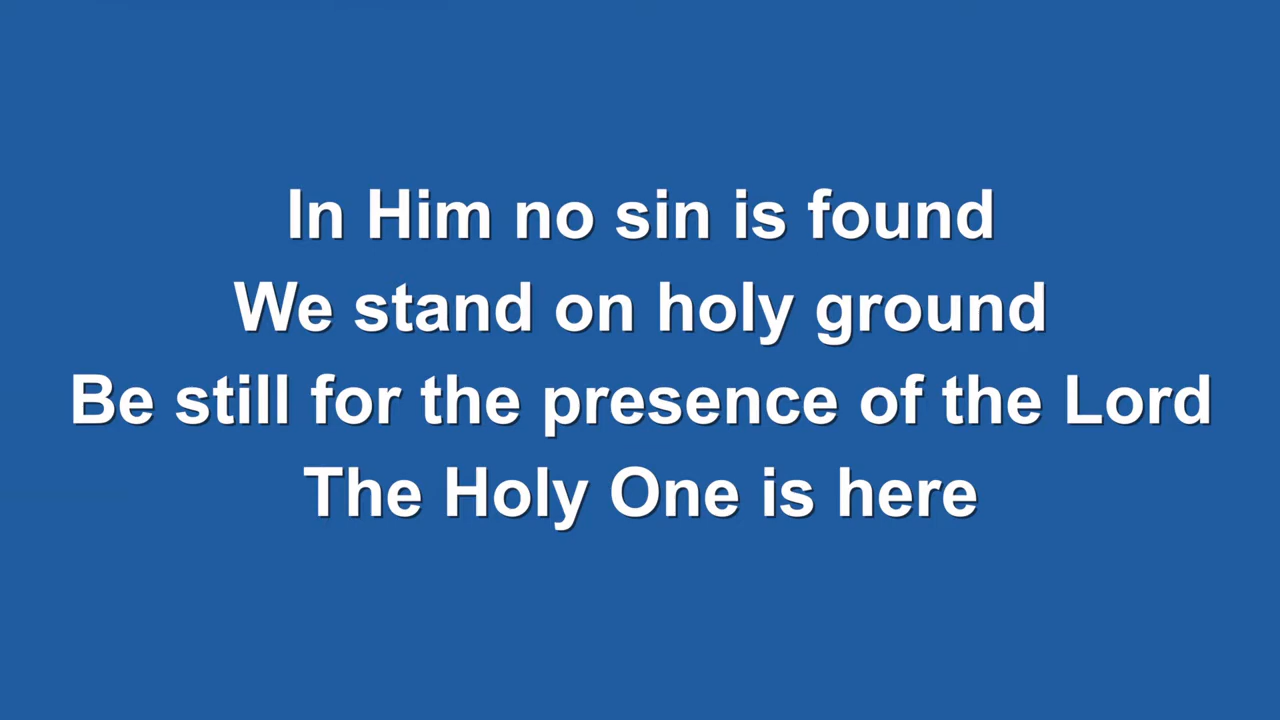 In Him no sin is found
We stand on holy ground
Be still for the presence of the Lord
The Holy One is here